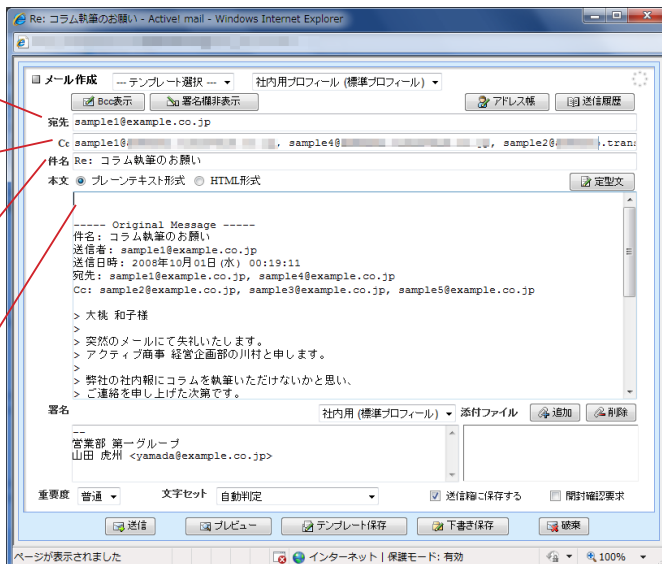 Re: コラム執筆のお願い - Active! mail - Windows Internet Explorer
メール作成 --- テンプレート選択 --- 社内用プロフィール (標準プロフィール)
Bcc表示 署名欄非表示 アドレス帳 送信履歴
宛先 sample1@example.co.jp
Cc sample1@ , sample4@ , sample2@ .trans
件名 Re: コラム執筆のお願い
本文 プレーンテキスト形式 HTML形式 定型文
----- Original Message -----
件名: コラム執筆のお願い
送信者: sample1@example.co.jp
送信日時: 2008年10月01日(水) 00:19:11
宛先: sample1@example.co.jp, sample4@example.co.jp
Cc: sample2@example.co.jp, sample3@example.co.jp, sample5@example.co.jp
> 大桃 和子様
>
> 突然のメールにて失礼いたします。
> アクティブ商事 経営企画部の川村と申します。
>
> 弊社の社内報にコラムを執筆いただけないかと思い、
> ご連絡を申し上げた次第です。
署名 社内用 (標準プロフィール) 添付ファイル 追加 削除
--
営業部 第一グループ
山田 虎州 <yamada@example.co.jp>
重要度 普通 文字セット 自動判定 送信箱に保存する 開封確認要求
送信 プレビュー テンプレート保存 下書き保存 破棄
ページが表示されました インターネット | 保護モード: 有効 100%